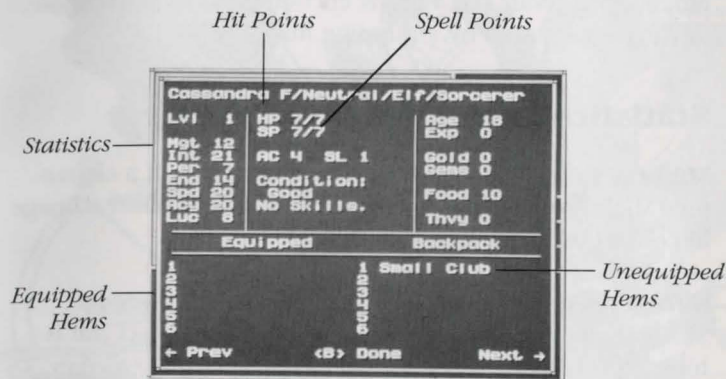 Hit Points
Spell Points
Cassandra F/Neutral/Elf/Sorcerer
Lvl 1 HP 7/7 Age 18
SP 7/7 Exp 0
Statistics
Mgt 12
Int 21 AC 4 SL 1 Gold 0
Per 7 Gems 0
End 14 Condition:
Spd 20 Good Food 10
Acy 20 No Skills.
Luc 8 Thvy 0
Equipped Backpack
1 1 Small Club
2 2
3 3
4 4
5 5
6 6
Unequipped
Hems
Equipped
Hems
← Prev <B> Done Next →